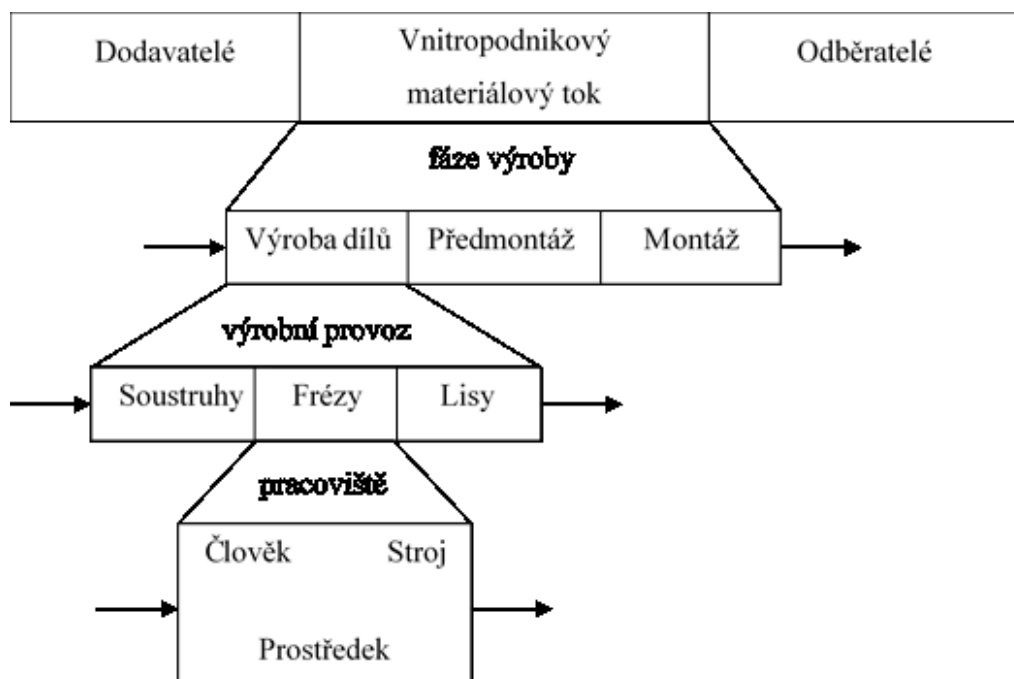 Dodavatelé
Vnitropodnikový
materiálový tok
Odběratelé
fáze výroby
Výroba dílů
Předmontáž
Montáž
výrobní provoz
Soustruhy
Frézy
Lisy
pracoviště
Člověk
Stroj
Prostředek